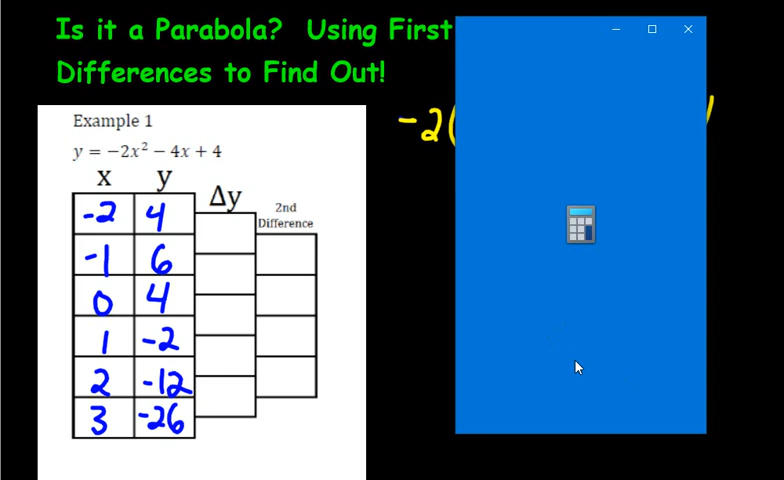 Is it a Parabola? Using First
Differences to Find Out!
-2(
Example 1
y = −2x² − 4x + 4
x y Δy 2nd Difference
-2 4
-1 6
0 4
1 -2
2 -12
3 -26